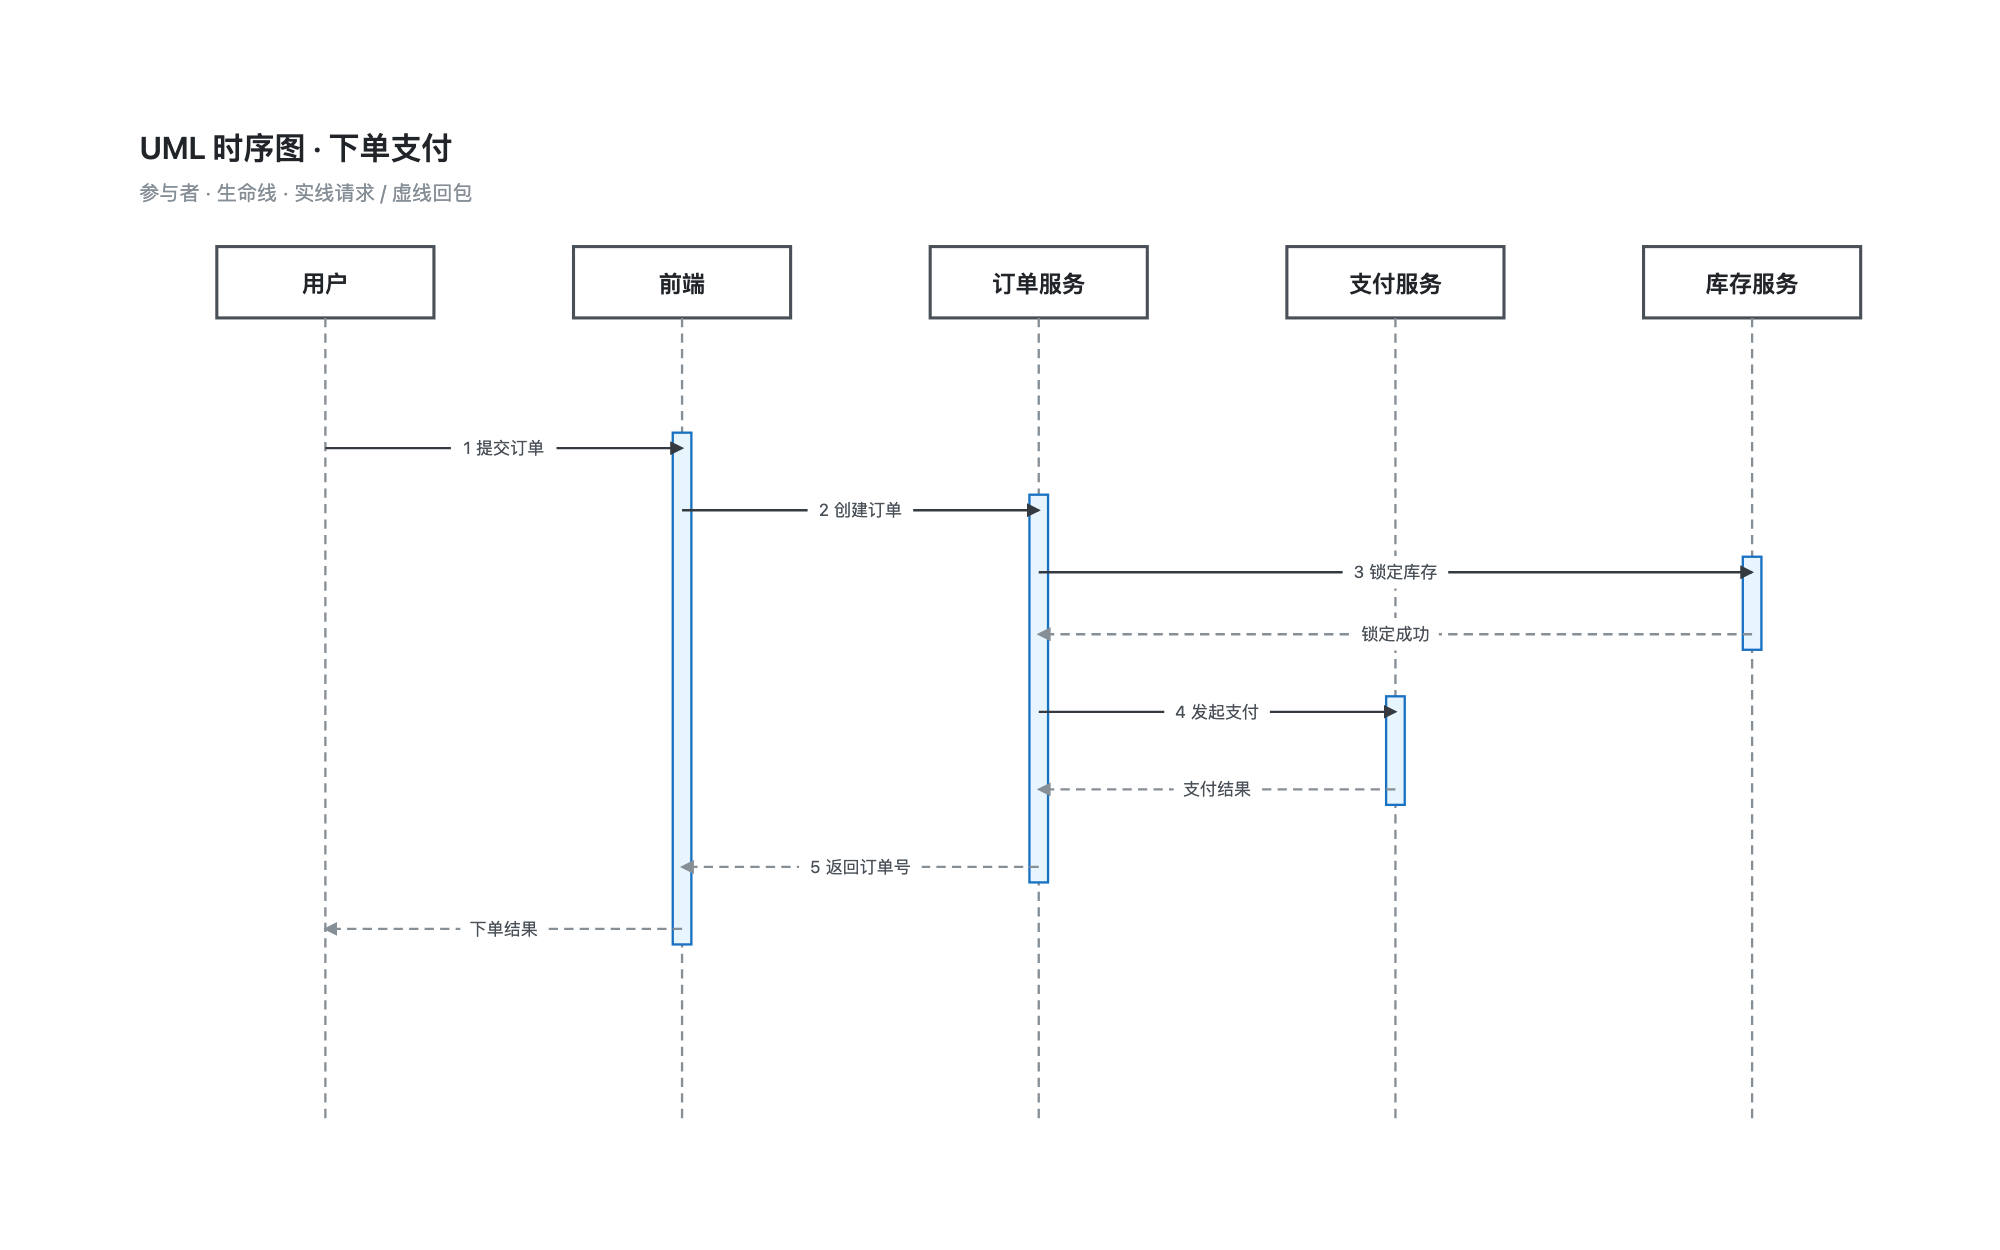 UML 时序图 · 下单支付
参与者 · 生命线 · 实线请求 / 虚线回包
用户
前端
订单服务
支付服务
库存服务
1 提交订单
2 创建订单
3 锁定库存
锁定成功
4 发起支付
支付结果
5 返回订单号
下单结果